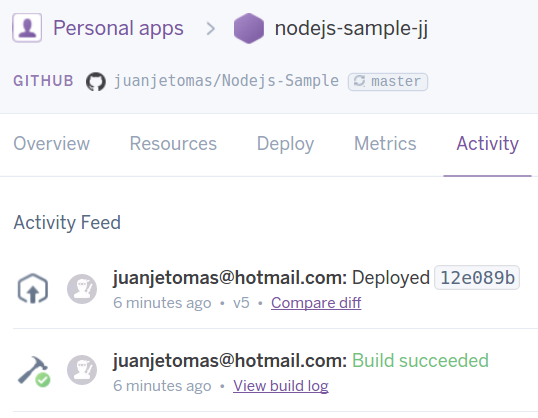 Personal apps > nodejs-sample-jj
GITHUB juanjetomas/Nodejs-Sample master
Overview Resources Deploy Metrics Activity
Activity Feed
juanjetomas@hotmail.com: Deployed 12e089b
6 minutes ago • v5 • Compare diff
juanjetomas@hotmail.com: Build succeeded
6 minutes ago • View build log